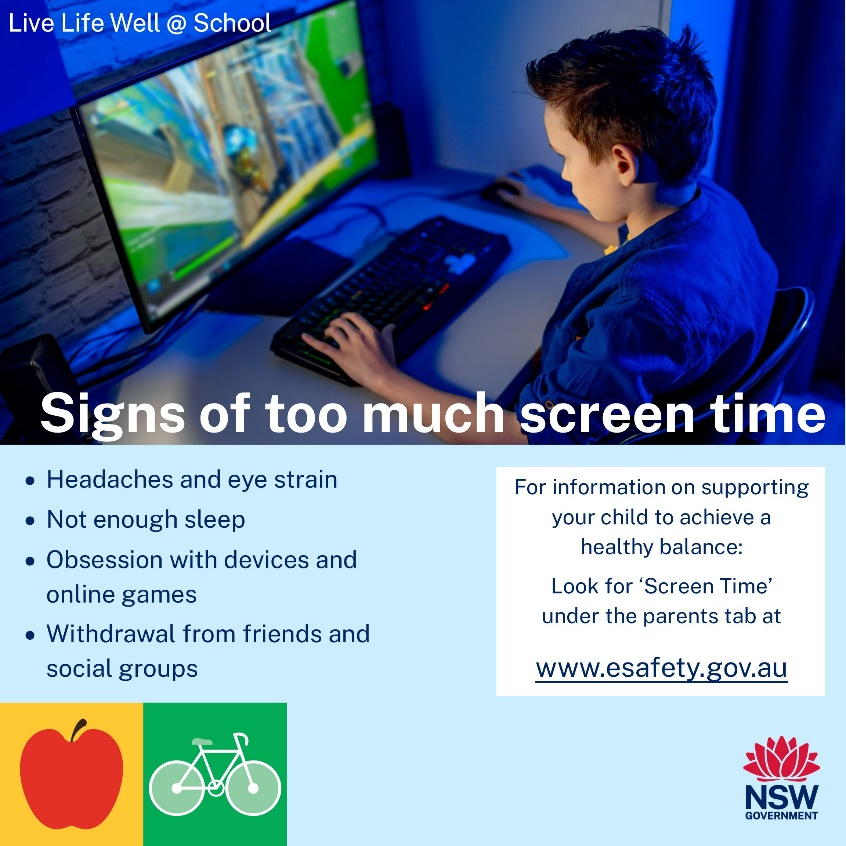 Live Life Well @ School
Signs of too much screen time
• Headaches and eye strain
• Not enough sleep
• Obsession with devices and
online games
• Withdrawal from friends and
social groups
For information on supporting
your child to achieve a
healthy balance:
Look for ‘Screen Time’
under the parents tab at
www.esafety.gov.au
NSW
GOVERNMENT